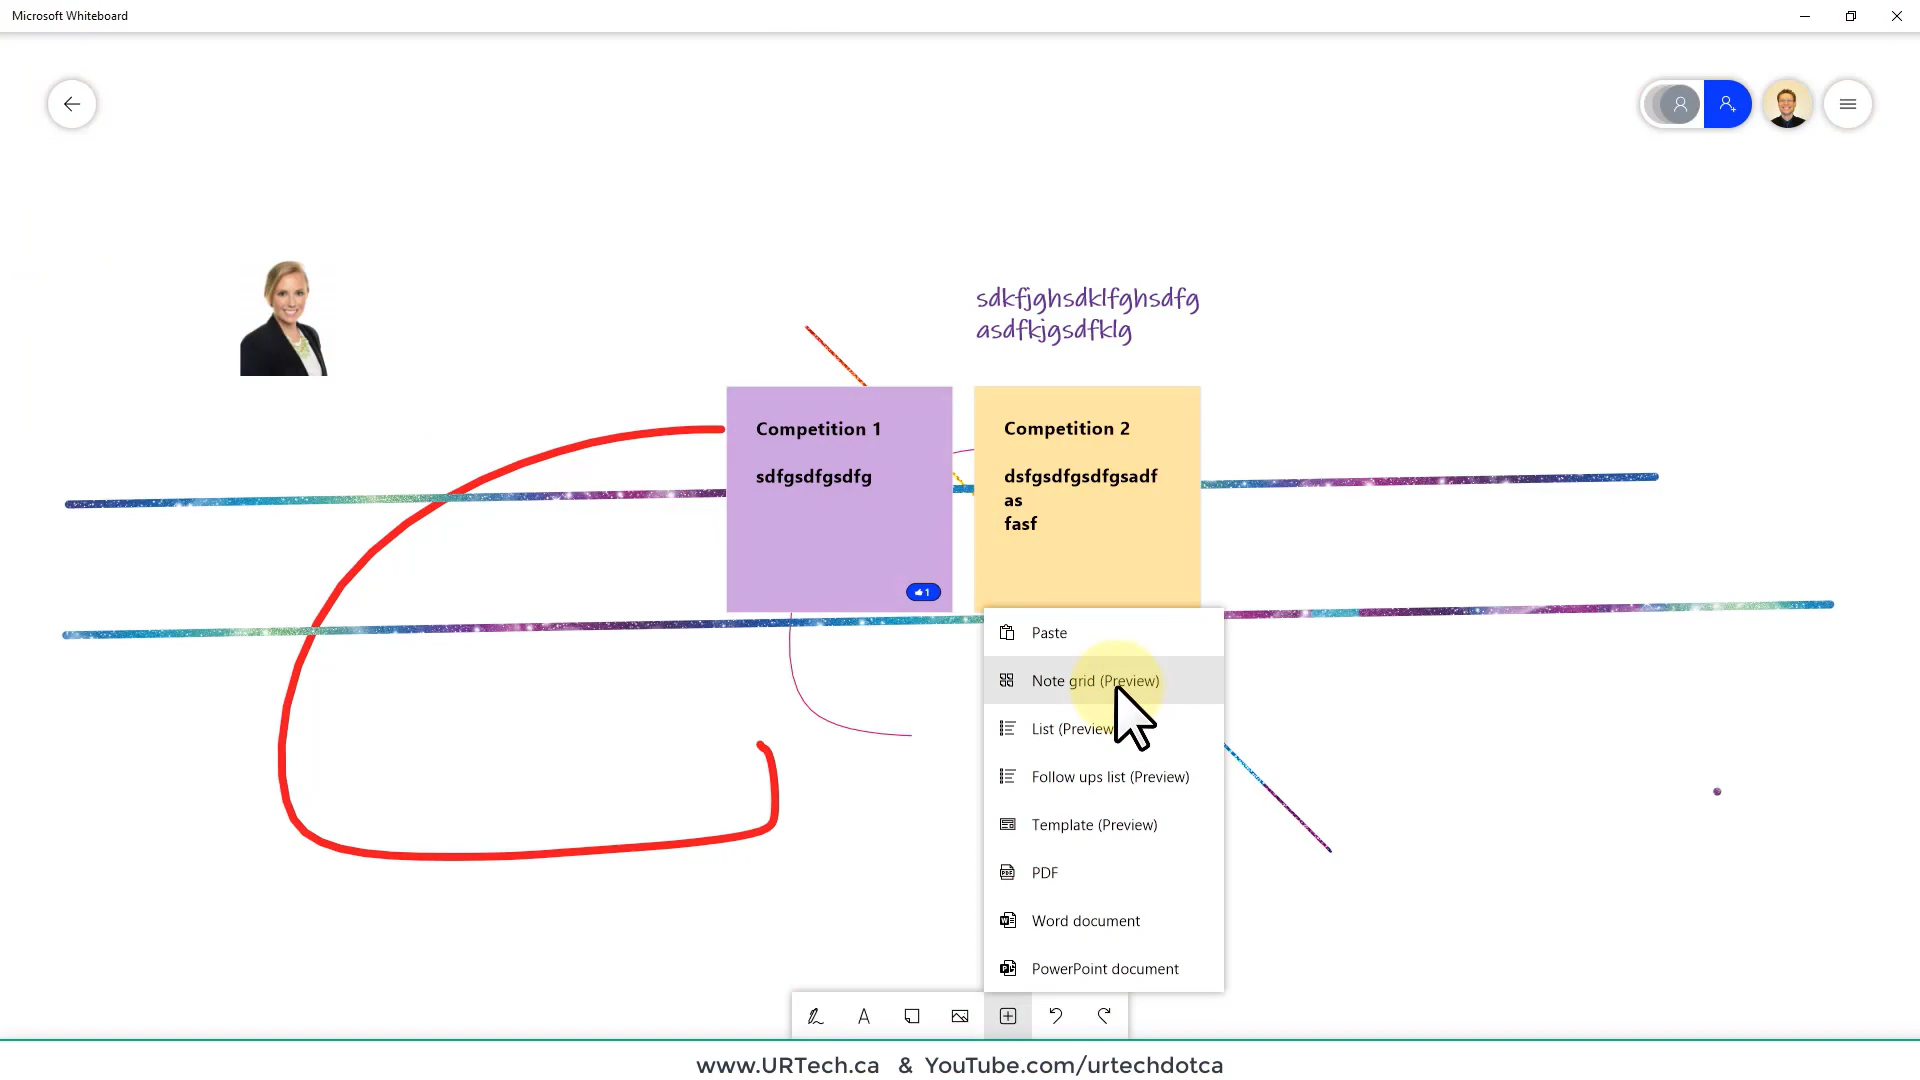 Microsoft Whiteboard
sdkfjghsdklfghsdfg
asdfkjgsdfklg
Competition 1
sdfgsdfgsdfg
1
Competition 2
dsfgsdfgsdfgsadf
as
fasf
Paste
Note grid (Preview)
List (Preview
Follow ups list (Preview)
Template (Preview)
PDF
Word document
PowerPoint document
www.URTech.ca & YouTube.com/urtechdotca